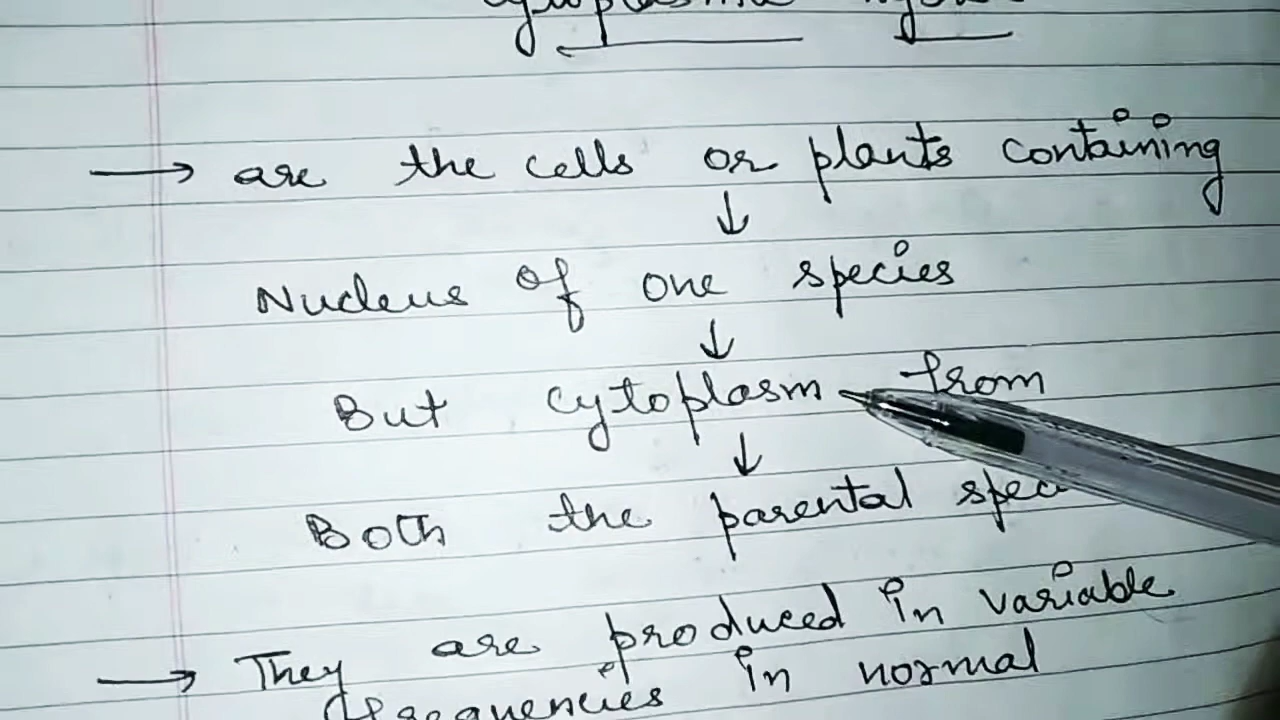 → are the cells or plants containing
↓
Nucleus of one species
↓
But cytoplasm from
↓
Both the parental
→ They are produced in variable
frequencies in normal